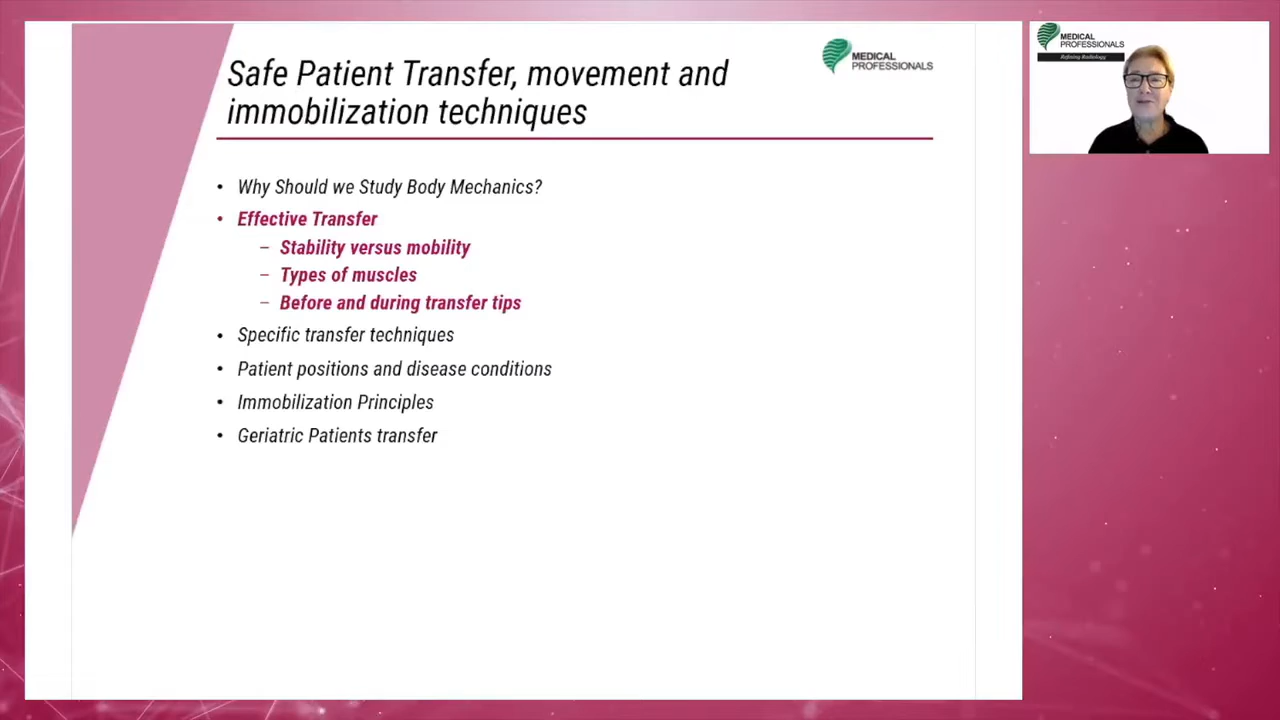 Safe Patient Transfer, movement and
immobilization techniques
MEDICAL
PROFESSIONALS
• Why Should we Study Body Mechanics?
• Effective Transfer
– Stability versus mobility
– Types of muscles
– Before and during transfer tips
• Specific transfer techniques
• Patient positions and disease conditions
• Immobilization Principles
• Geriatric Patients transfer
MEDICAL
PROFESSIONALS
Refining Radiology